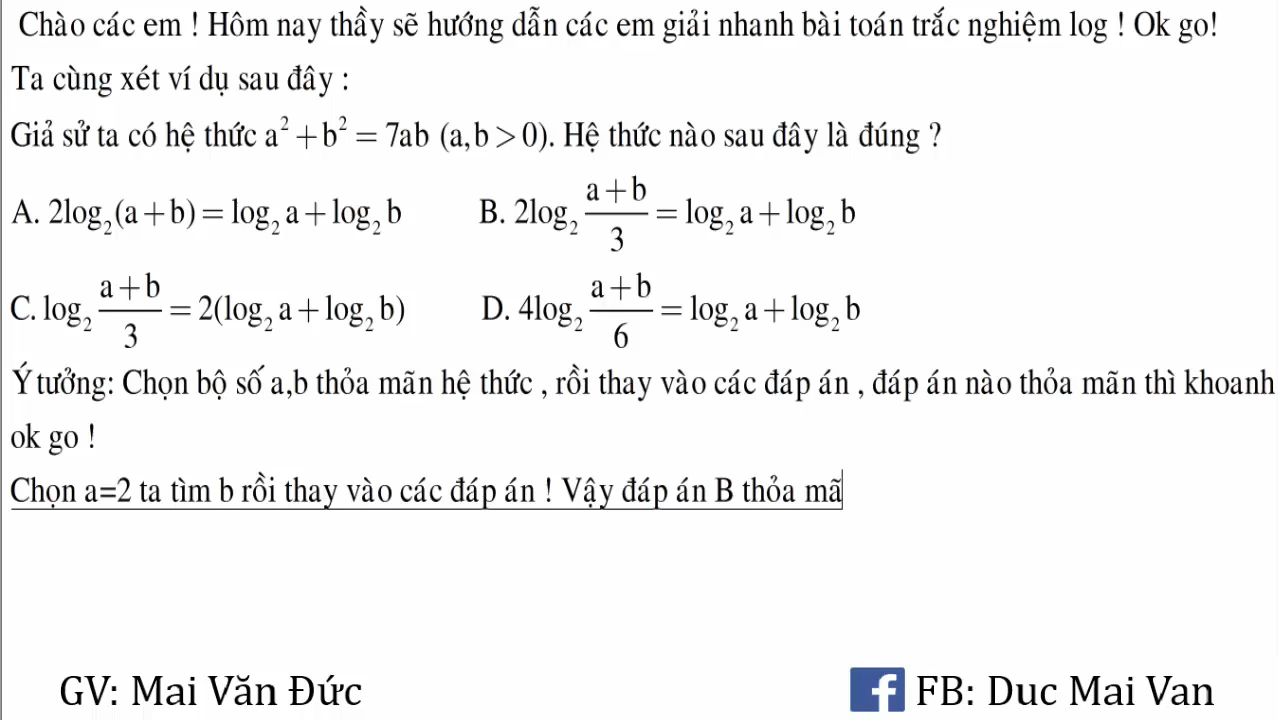 Chào các em ! Hôm nay thầy sẽ hướng dẫn các em giải nhanh bài toán trắc nghiệm log ! Ok go!
Ta cùng xét ví dụ sau đây :
Giả sử ta có hệ thức a² + b² = 7ab (a,b > 0). Hệ thức nào sau đây là đúng ?
A. 2log₂(a + b) = log₂ a + log₂ b B. 2log₂ (a + b)/3 = log₂ a + log₂ b
C. log₂ (a + b)/3 = 2(log₂ a + log₂ b) D. 4log₂ (a + b)/6 = log₂ a + log₂ b
Ý tưởng: Chọn bộ số a,b thỏa mãn hệ thức , rồi thay vào các đáp án , đáp án nào thỏa mãn thì khoanh
ok go !
Chọn a=2 ta tìm b rồi thay vào các đáp án ! Vậy đáp án B thỏa mã
GV: Mai Văn Đức f FB: Duc Mai Van